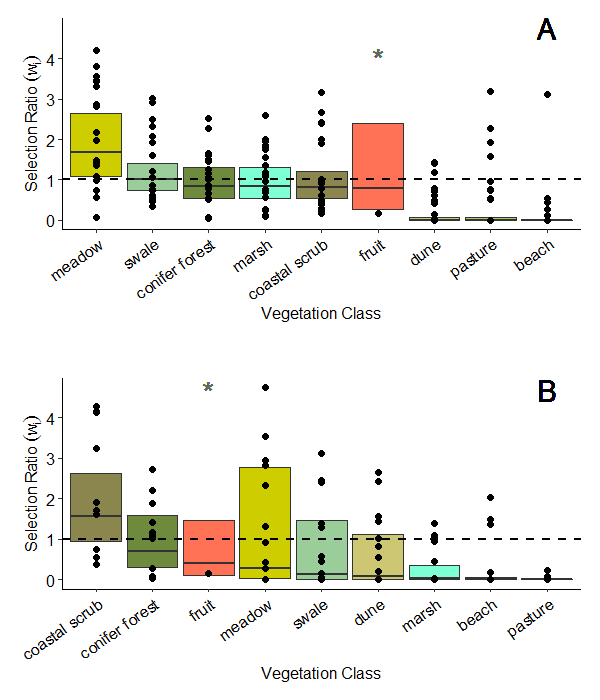 A
*
Selection Ratio (wᵢ)
4
3
2
1
0
meadow
swale
conifer forest
marsh
coastal scrub
fruit
dune
pasture
beach
Vegetation Class
B
*
Selection Ratio (wᵢ)
4
3
2
1
0
coastal scrub
conifer forest
fruit
meadow
swale
dune
marsh
beach
pasture
Vegetation Class